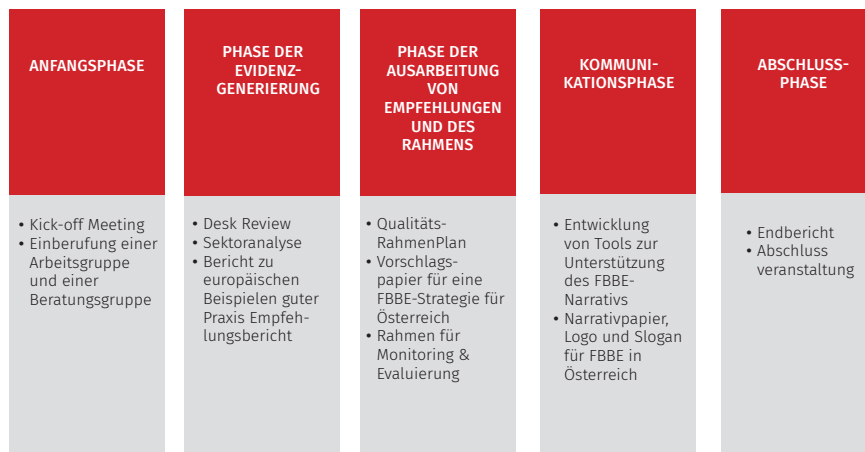 ANFANGSPHASE
• Kick-off Meeting
• Einberufung einer
Arbeitsgruppe
und einer
Beratungsgruppe
PHASE DER
EVIDENZ-
GENERIERUNG
• Desk Review
• Sektoranalyse
• Bericht zu
europäischen
Beispielen guter
Praxis Empfeh-
lungsbericht
PHASE DER
AUSARBEITUNG
VON
EMPFEHLUNGEN
UND DES
RAHMENS
• Qualitäts-
RahmenPlan
• Vorschlags-
papier für eine
FBBE-Strategie für
Österreich
• Rahmen für
Monitoring &
Evaluierung
KOMMUNI-
KATIONSPHASE
• Entwicklung
von Tools zur
Unterstützung
des FBBE-
Narrativs
• Narrativpapier,
Logo und Slogan
für FBBE in
Österreich
ABSCHLUSS-
PHASE
• Endbericht
• Abschluss
veranstaltung